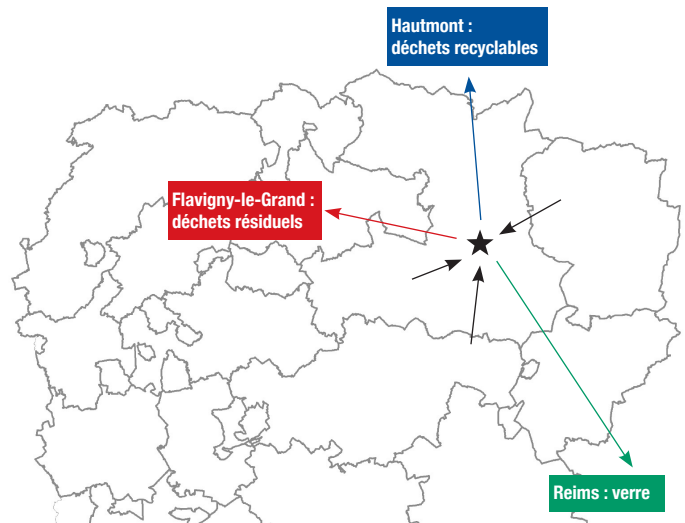 Hautmont :
déchets recyclables
Flavigny-le-Grand :
déchets résiduels
Reims : verre